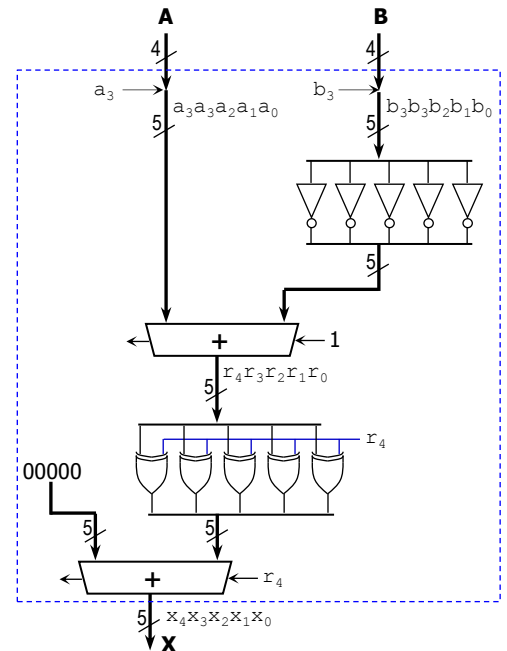 A B
4 4
a₃ b₃
a₃a₃a₂a₁a₀ b₃b₃b₂b₁b₀
5 5
5
+ 1
r₄r₃r₂r₁r₀
5
r₄
00000
5 5
+ r₄
5 x₄x₃x₂x₁x₀
X